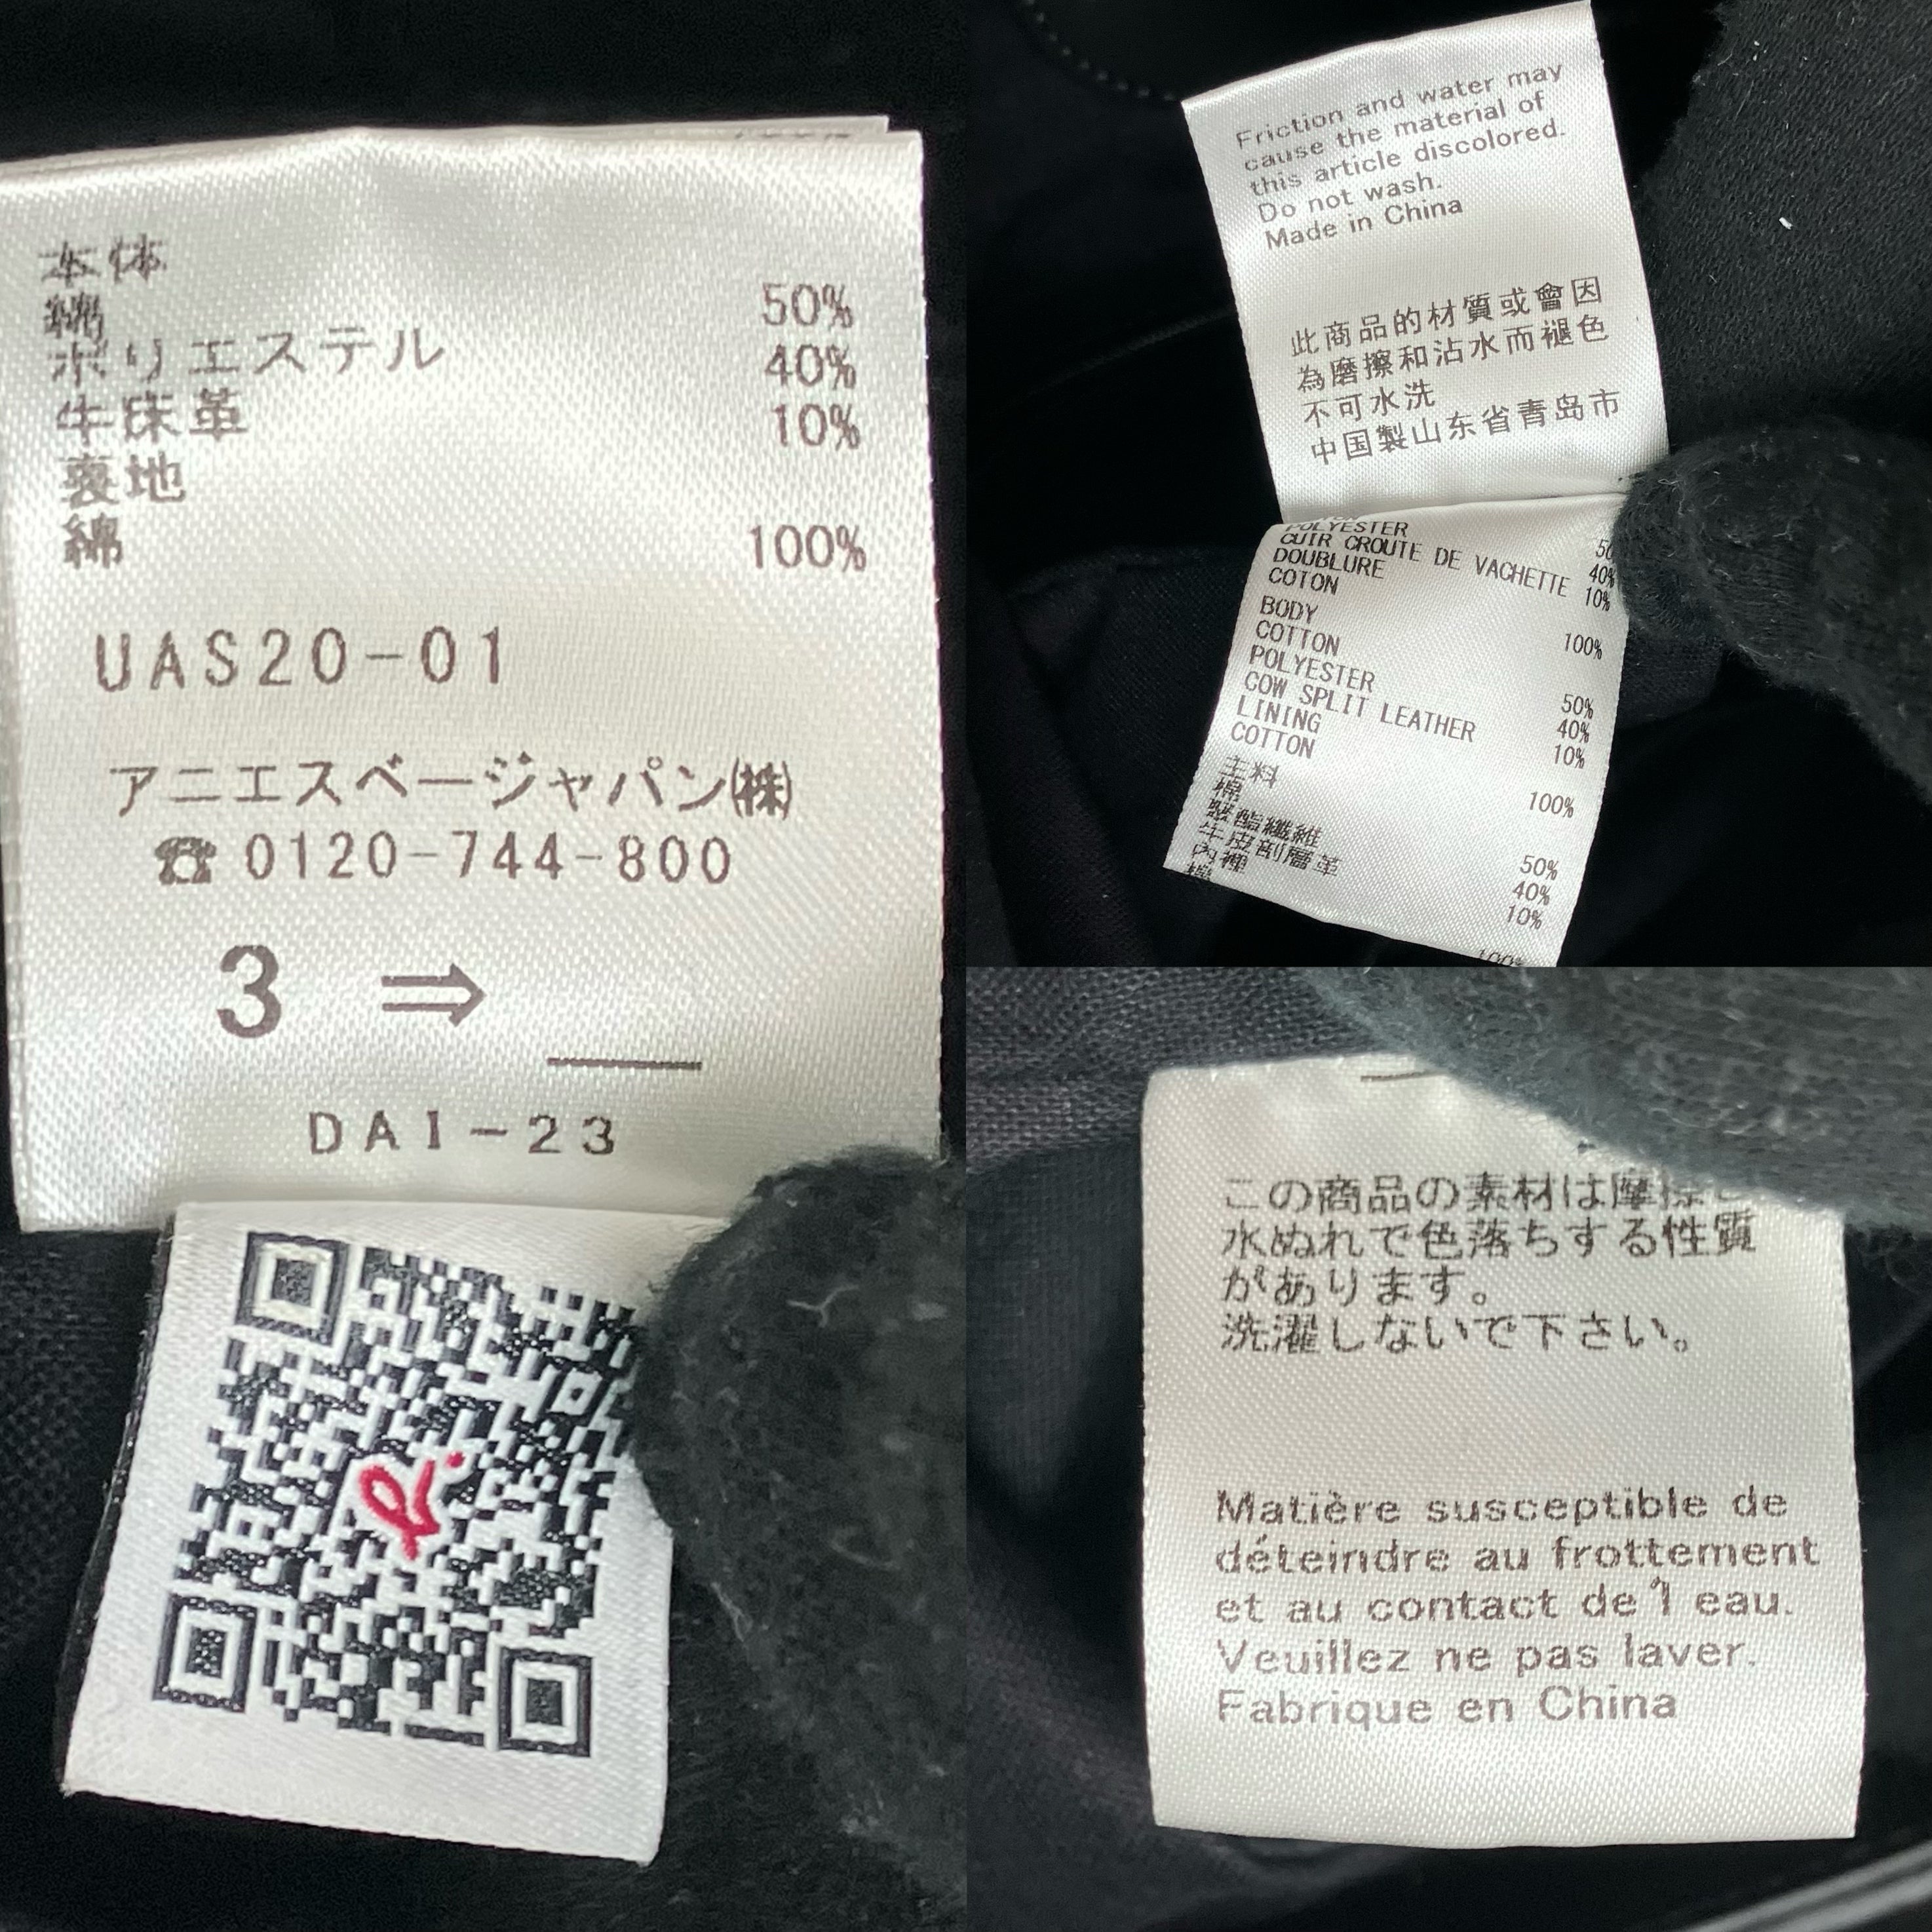 本体
綿 50%
ポリエステル 40%
牛床革 10%
裏地
綿 100%
UAS20-01
アニエスベージャパン㈱
☎0120-744-800
3 ⇒ ___
DAI-23
b.
Friction and water may
cause the material of
this article discolored.
Do not wash.
Made in China
此商品的材質或會因
為磨擦和沾水而褪色
不可水洗
中国製山东省青岛市
POLYESTER 50
CUIR CROUTE DE VACHETTE 40%
DOUBLURE 10%
COTON
100%
BODY
COTTON
POLYESTER 50%
COW SPLIT LEATHER 40%
LINING 10%
COTTON
100%
主料
棉
聚酯纖維 50%
牛皮剖層革 40%
內裡 10%
棉
100%
この商品の素材は摩擦と
水ぬれで色落ちする性質
があります。
洗濯しないで下さい。
Matière susceptible de
déteindre au frottement
et au contact de l'eau.
Veuillez ne pas laver.
Fabrique en China